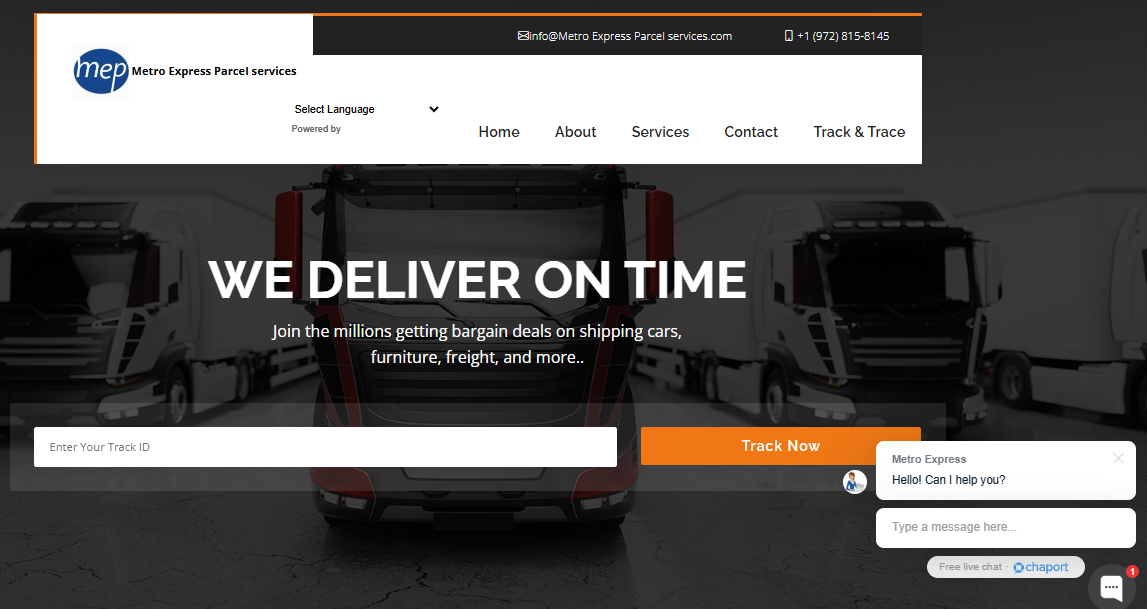 info@Metro Express Parcel services.com
+1 (972) 815-8145
mep
Metro Express Parcel services
Select Language
Powered by
Home
About
Services
Contact
Track & Trace
WE DELIVER ON TIME
Join the millions getting bargain deals on shipping cars,
furniture, freight, and more..
Enter Your Track ID
Track Now
Metro Express
Hello! Can I help you?
Type a message here...
Free live chat · chaport
1